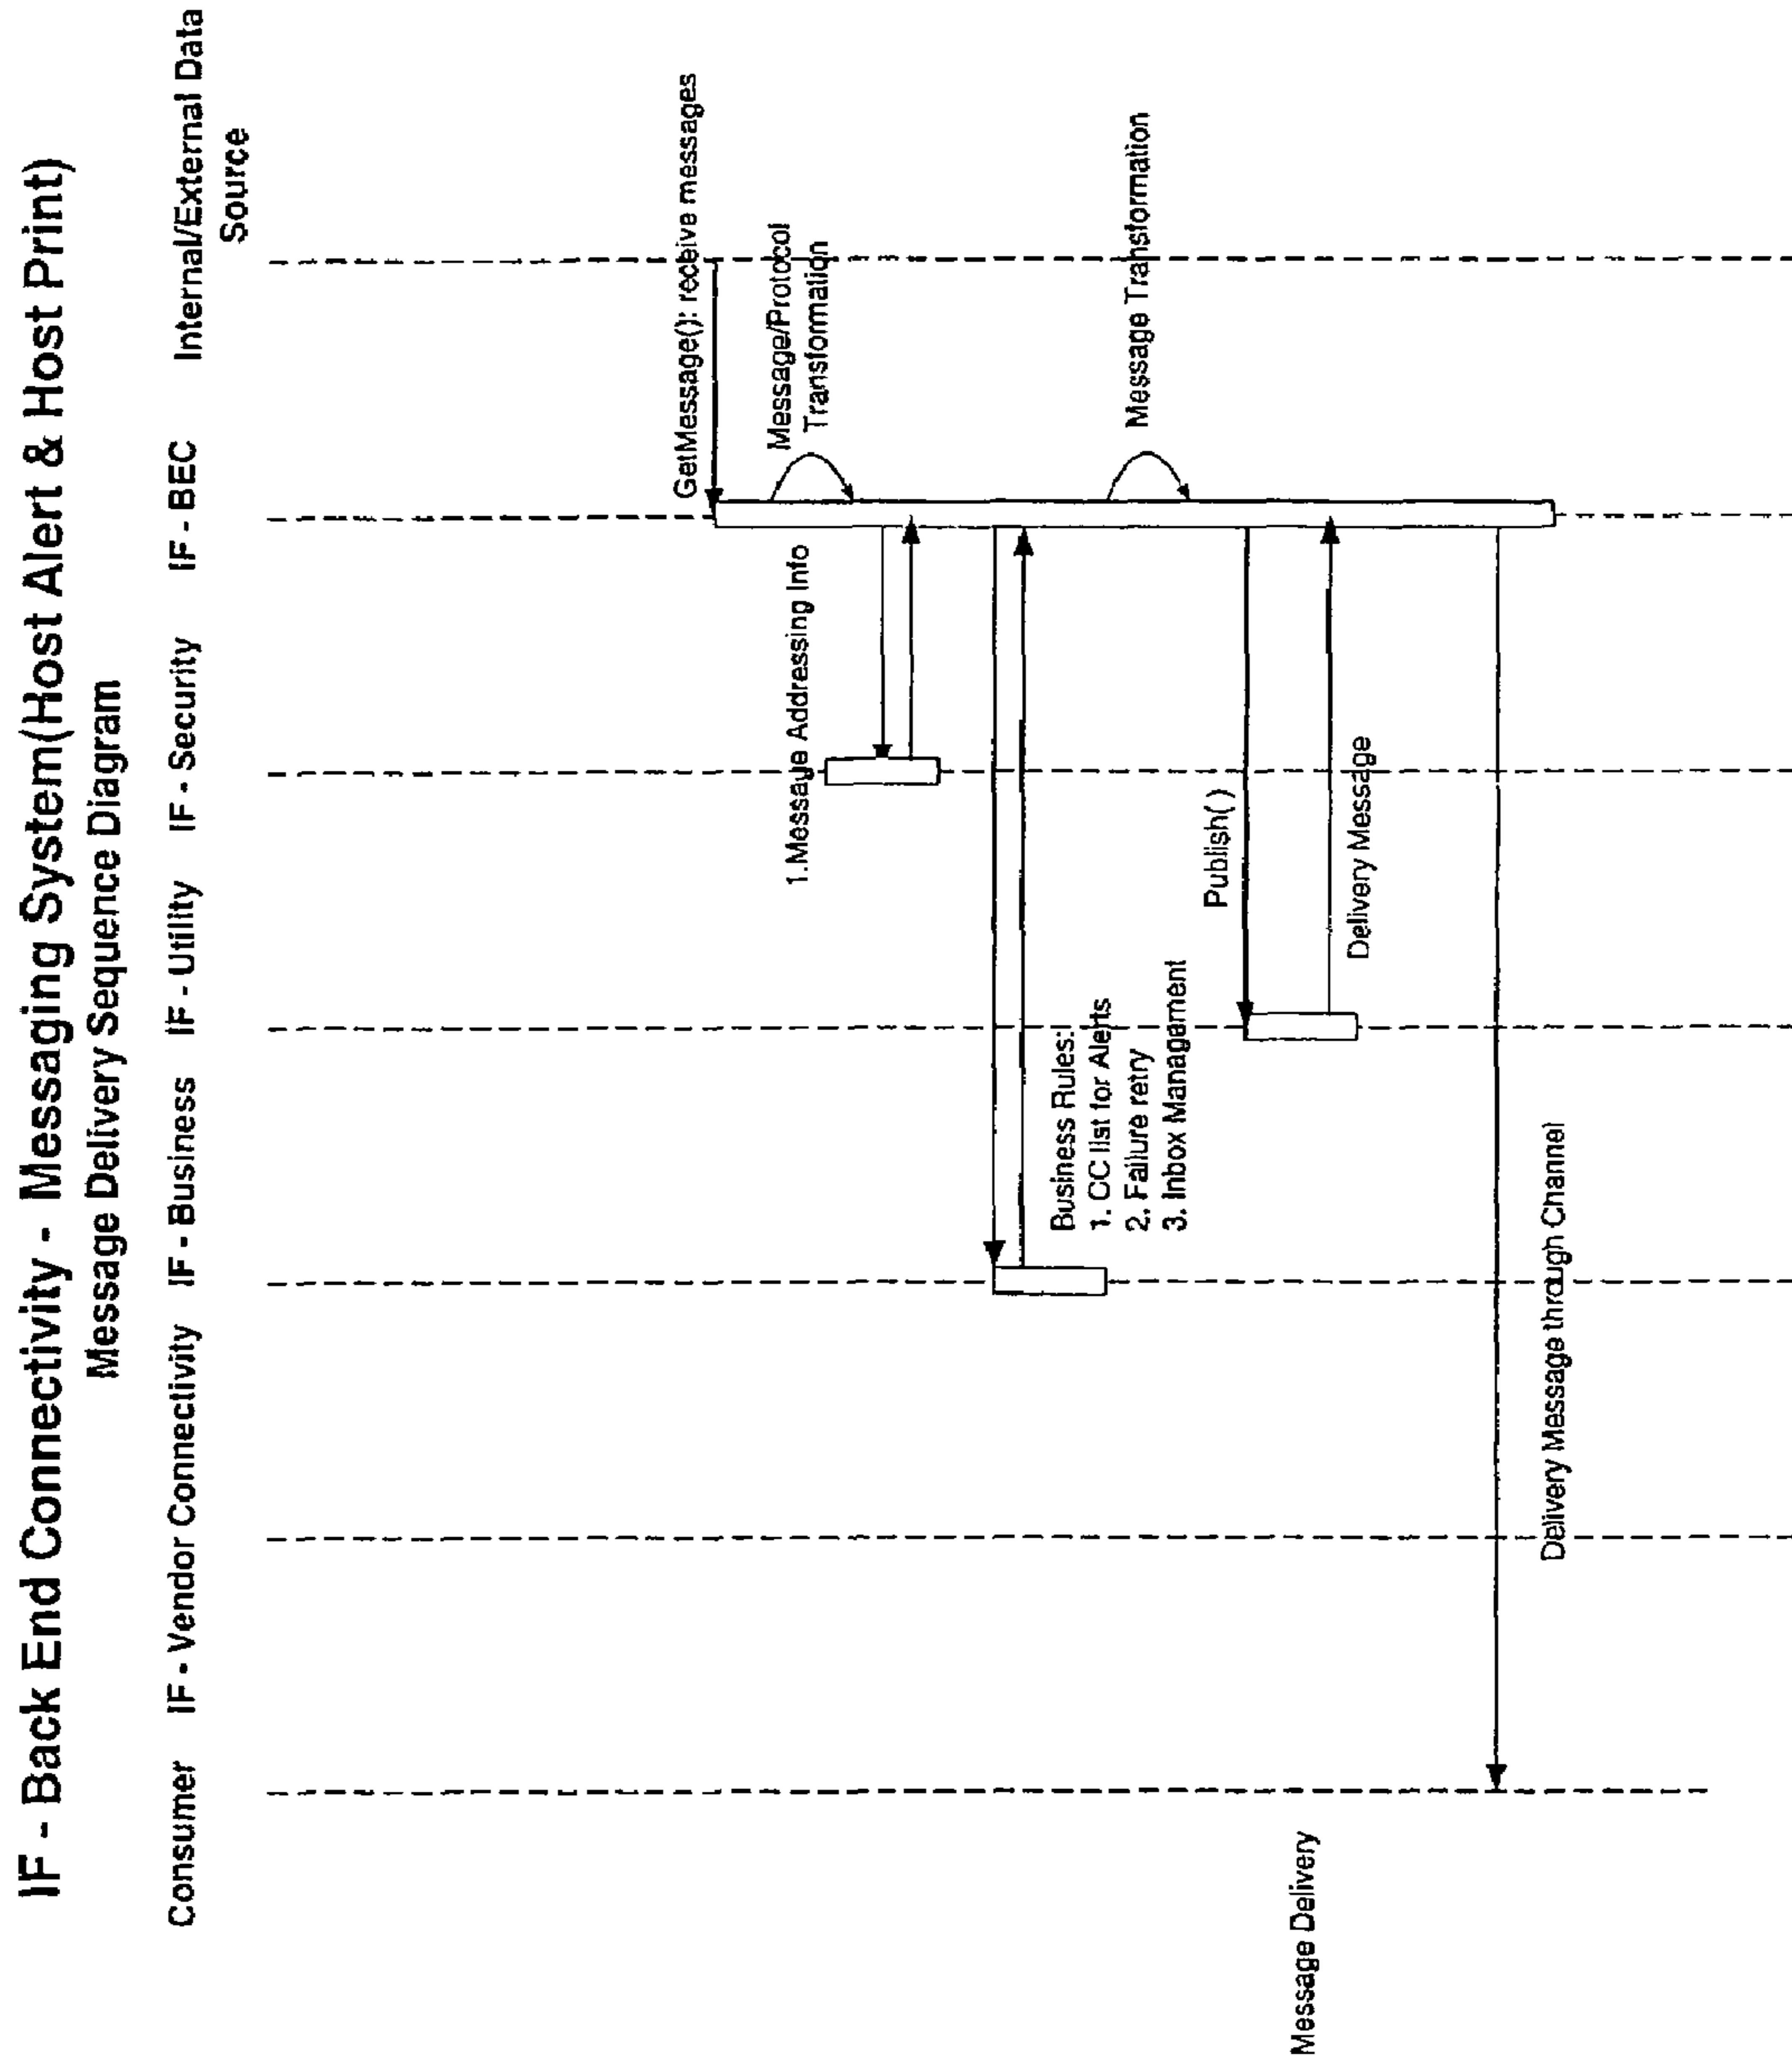 IF - Back End Connectivity - Messaging System(Host Alert & Host Print)
Message Delivery Sequence Diagram
Consumer IF - Vendor Connectivity IF - Business IF - Utility IF - Security IF - BEC Internal/External Data
Source
GetMessage(): receive messages
Message/Protocol
Transformation
1.Message Addressing Info
Business Rules:
1. CC list for Alerts
2. Failure retry
3. Inbox Management
Message Transformation
Publish( )
Message Delivery
Delivery Message
Delivery Message through Channel